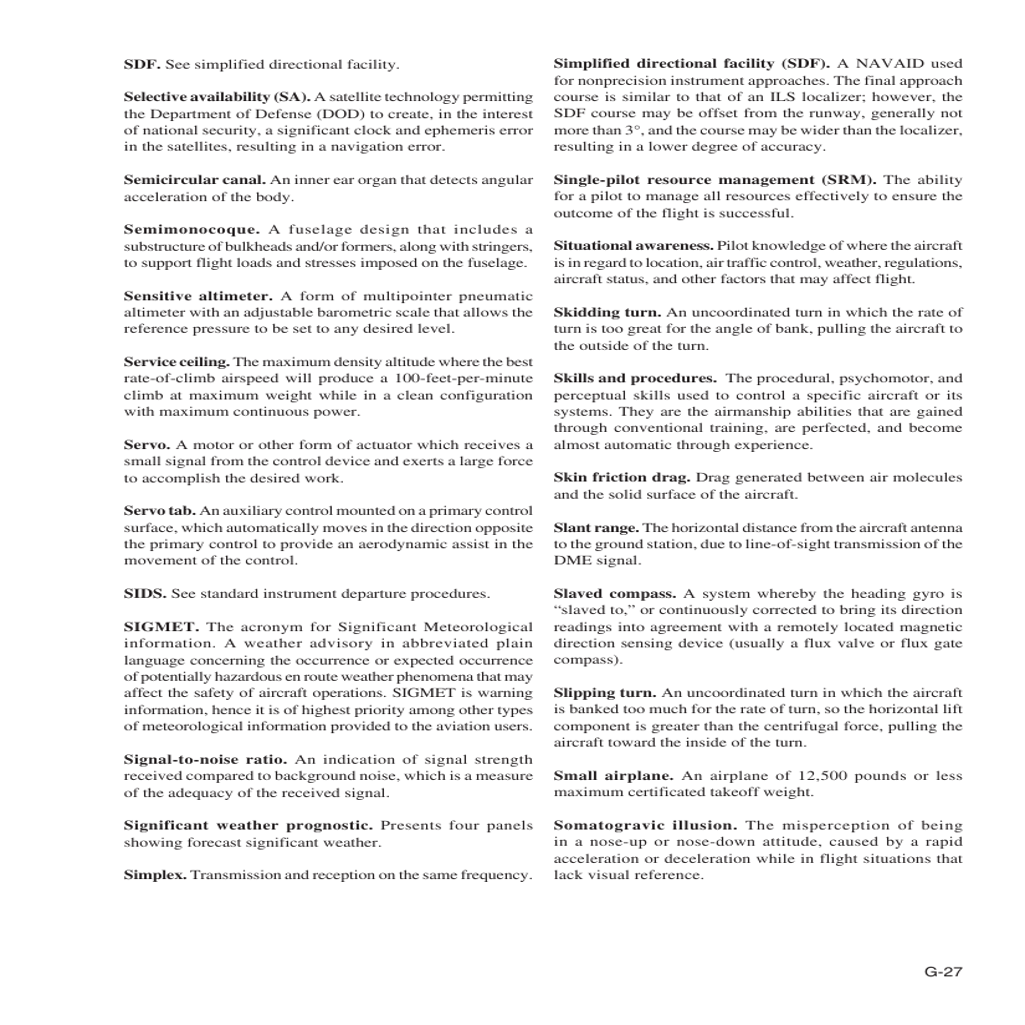 SDF. See simplified directional facility.
Selective availability (SA). A satellite technology permitting
the Department of Defense (DOD) to create, in the interest
of national security, a significant clock and ephemeris error
in the satellites, resulting in a navigation error.
Semicircular canal. An inner ear organ that detects angular
acceleration of the body.
Semimonocoque. A fuselage design that includes a
substructure of bulkheads and/or formers, along with stringers,
to support flight loads and stresses imposed on the fuselage.
Sensitive altimeter. A form of multipointer pneumatic
altimeter with an adjustable barometric scale that allows the
reference pressure to be set to any desired level.
Service ceiling. The maximum density altitude where the best
rate-of-climb airspeed will produce a 100-feet-per-minute
climb at maximum weight while in a clean configuration
with maximum continuous power.
Servo. A motor or other form of actuator which receives a
small signal from the control device and exerts a large force
to accomplish the desired work.
Servo tab. An auxiliary control mounted on a primary control
surface, which automatically moves in the direction opposite
the primary control to provide an aerodynamic assist in the
movement of the control.
SIDS. See standard instrument departure procedures.
SIGMET. The acronym for Significant Meteorological
information. A weather advisory in abbreviated plain
language concerning the occurrence or expected occurrence
of potentially hazardous en route weather phenomena that may
affect the safety of aircraft operations. SIGMET is warning
information, hence it is of highest priority among other types
of meteorological information provided to the aviation users.
Signal-to-noise ratio. An indication of signal strength
received compared to background noise, which is a measure
of the adequacy of the received signal.
Significant weather prognostic. Presents four panels
showing forecast significant weather.
Simplex. Transmission and reception on the same frequency.
Simplified directional facility (SDF). A NAVAID used
for nonprecision instrument approaches. The final approach
course is similar to that of an ILS localizer; however, the
SDF course may be offset from the runway, generally not
more than 3°, and the course may be wider than the localizer,
resulting in a lower degree of accuracy.
Single-pilot resource management (SRM). The ability
for a pilot to manage all resources effectively to ensure the
outcome of the flight is successful.
Situational awareness. Pilot knowledge of where the aircraft
is in regard to location, air traffic control, weather, regulations,
aircraft status, and other factors that may affect flight.
Skidding turn. An uncoordinated turn in which the rate of
turn is too great for the angle of bank, pulling the aircraft to
the outside of the turn.
Skills and procedures. The procedural, psychomotor, and
perceptual skills used to control a specific aircraft or its
systems. They are the airmanship abilities that are gained
through conventional training, are perfected, and become
almost automatic through experience.
Skin friction drag. Drag generated between air molecules
and the solid surface of the aircraft.
Slant range. The horizontal distance from the aircraft antenna
to the ground station, due to line-of-sight transmission of the
DME signal.
Slaved compass. A system whereby the heading gyro is
“slaved to,” or continuously corrected to bring its direction
readings into agreement with a remotely located magnetic
direction sensing device (usually a flux valve or flux gate
compass).
Slipping turn. An uncoordinated turn in which the aircraft
is banked too much for the rate of turn, so the horizontal lift
component is greater than the centrifugal force, pulling the
aircraft toward the inside of the turn.
Small airplane. An airplane of 12,500 pounds or less
maximum certificated takeoff weight.
Somatogravic illusion. The misperception of being
in a nose-up or nose-down attitude, caused by a rapid
acceleration or deceleration while in flight situations that
lack visual reference.
G-27